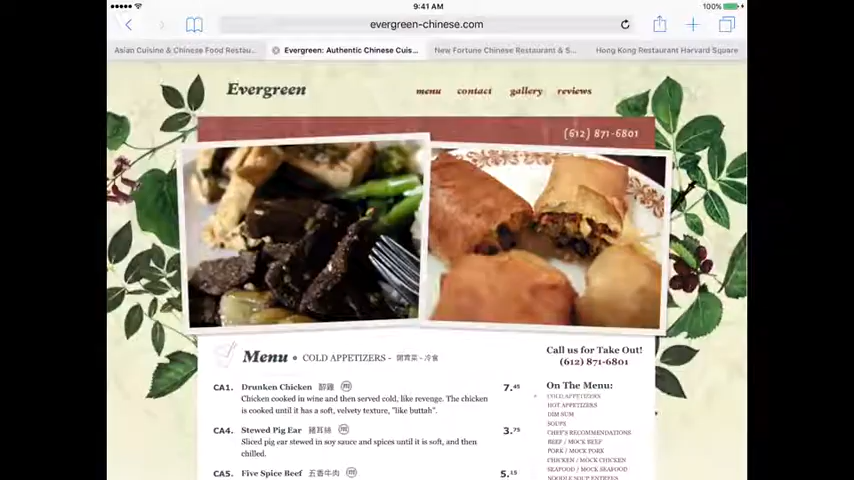 9:41 AM
100%
evergreen-chinese.com
Asian Cuisine & Chinese Food Restau...
Evergreen: Authentic Chinese Cuis...
New Fortune Chinese Restaurant & S...
Hong Kong Restaurant Harvard Square
Evergreen
menu contact gallery reviews
(612) 871-6801
Menu • COLD APPETIZERS - 開胃菜 - 冷食
CA1. Drunken Chicken 醉雞 m 7.45
Chicken cooked in wine and then served cold, like revenge. The chicken
is cooked until it has a soft, velvety texture, "like buttah".
CA4. Stewed Pig Ear 豬耳絲 m 3.75
Sliced pig ear stewed in soy sauce and spices until it is soft, and then
chilled.
CA5. Five Spice Beef 五香牛肉 m 5.15
Call us for Take Out!
(612) 871-6801
On The Menu:
COLD APPETIZERS
HOT APPETIZERS
DIM SUM
SOUPS
CHEF'S RECOMMENDATIONS
BEEF / MOCK BEEF
PORK / MOCK PORK
CHICKEN / MOCK CHICKEN
SEAFOOD / MOCK SEAFOOD
NOODLE SOUP ENTREES